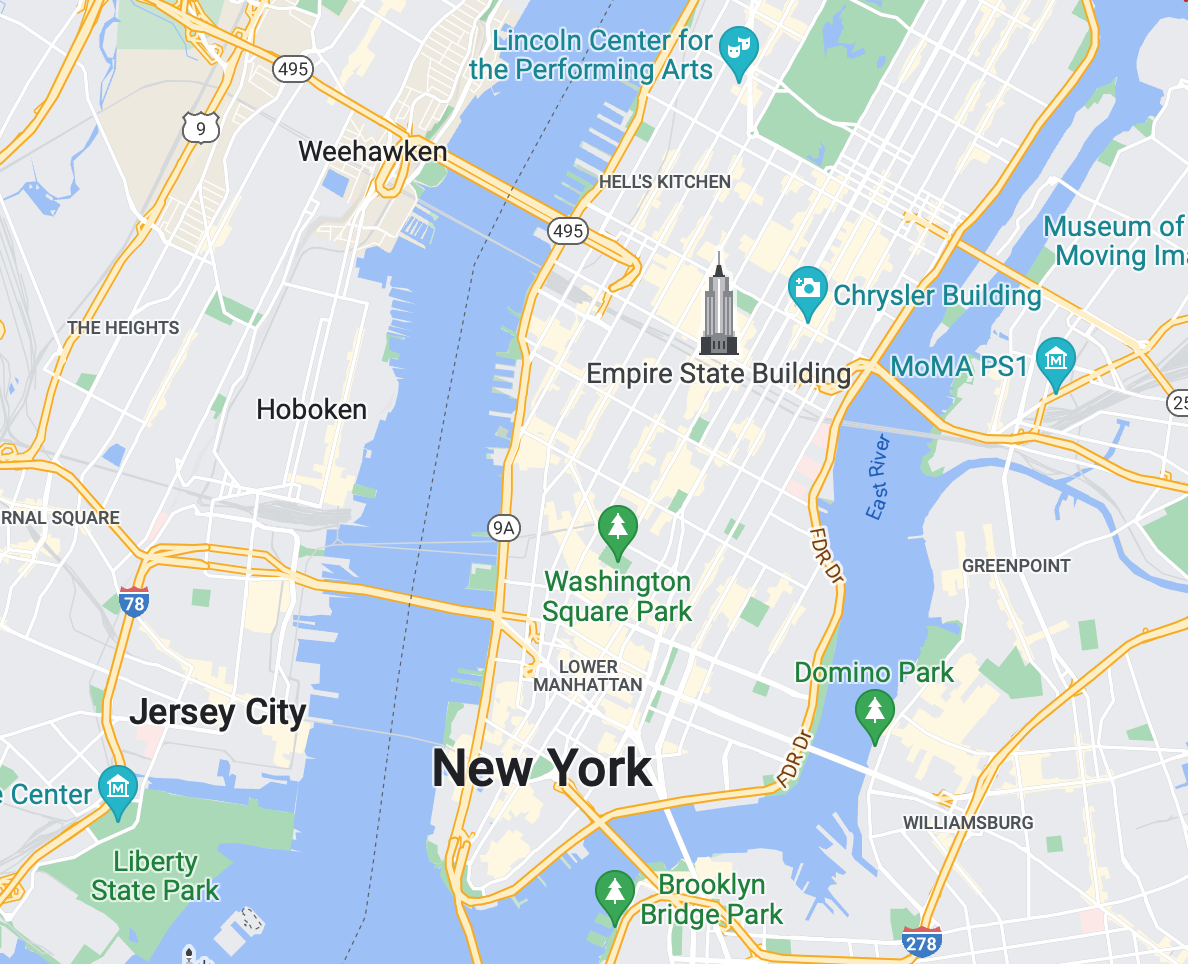 Lincoln Center for
the Performing Arts
495
9
Weehawken
HELL'S KITCHEN
495
Museum of
Moving Ima
Chrysler Building
THE HEIGHTS
MoMA PS1
Empire State Building
25
Hoboken
East River
RNAL SQUARE
9A
FDR Dr
GREENPOINT
Washington
Square Park
78
LOWER
MANHATTAN
Domino Park
Jersey City
New York
FDR Dr
e Center
WILLIAMSBURG
Liberty
State Park
Brooklyn
Bridge Park
278